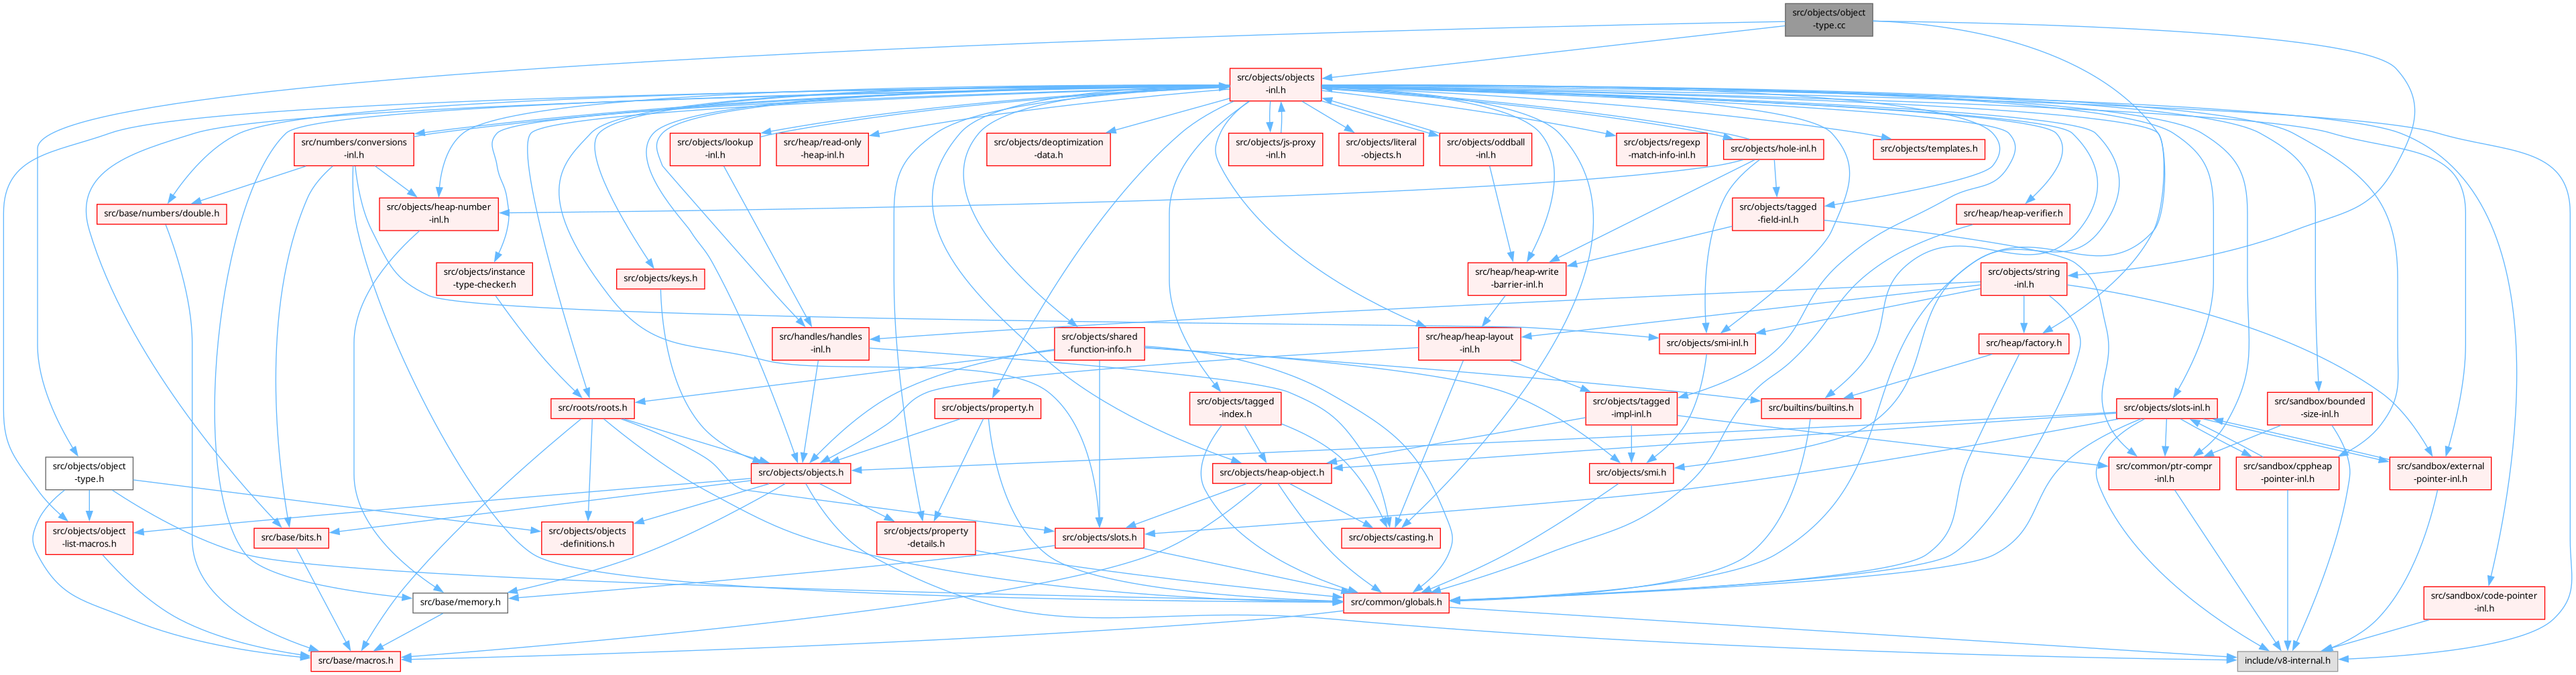 src/objects/object
-type.cc
src/objects/objects
-inl.h
src/numbers/conversions
-inl.h
src/objects/lookup
-inl.h
src/heap/read-only
-heap-inl.h
src/objects/deoptimization
-data.h
src/objects/js-proxy
-inl.h
src/objects/literal
-objects.h
src/objects/oddball
-inl.h
src/objects/regexp
-match-info-inl.h
src/objects/hole-inl.h
src/objects/templates.h
src/base/numbers/double.h
src/objects/heap-number
-inl.h
src/objects/tagged
-field-inl.h
src/heap/heap-verifier.h
src/objects/instance
-type-checker.h
src/objects/keys.h
src/heap/heap-write
-barrier-inl.h
src/objects/string
-inl.h
src/handles/handles
-inl.h
src/objects/shared
-function-info.h
src/heap/heap-layout
-inl.h
src/objects/smi-inl.h
src/heap/factory.h
src/roots/roots.h
src/objects/property.h
src/objects/tagged
-index.h
src/objects/tagged
-impl-inl.h
src/builtins/builtins.h
src/objects/slots-inl.h
src/sandbox/bounded
-size-inl.h
src/objects/object
-type.h
src/objects/objects.h
src/objects/heap-object.h
src/objects/smi.h
src/common/ptr-compr
-inl.h
src/sandbox/cppheap
-pointer-inl.h
src/sandbox/external
-pointer-inl.h
src/objects/object
-list-macros.h
src/base/bits.h
src/objects/objects
-definitions.h
src/objects/property
-details.h
src/objects/slots.h
src/objects/casting.h
src/base/memory.h
src/common/globals.h
src/sandbox/code-pointer
-inl.h
src/base/macros.h
include/v8-internal.h